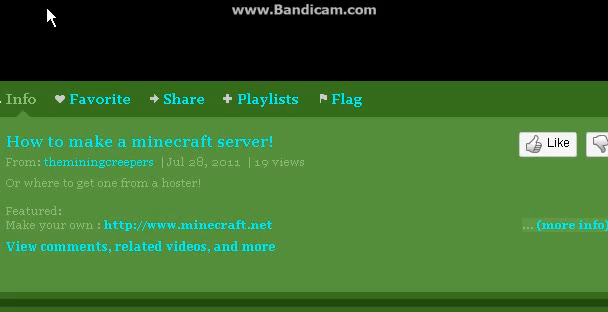 www.Bandicam.com
Info Favorite Share Playlists Flag
How to make a minecraft server!
Like
From: theminingcreepers | Jul 28, 2011 | 19 views
Or where to get one from a hoster!
Featured:
Make your own : http://www.minecraft.net
... (more info)
View comments, related videos, and more